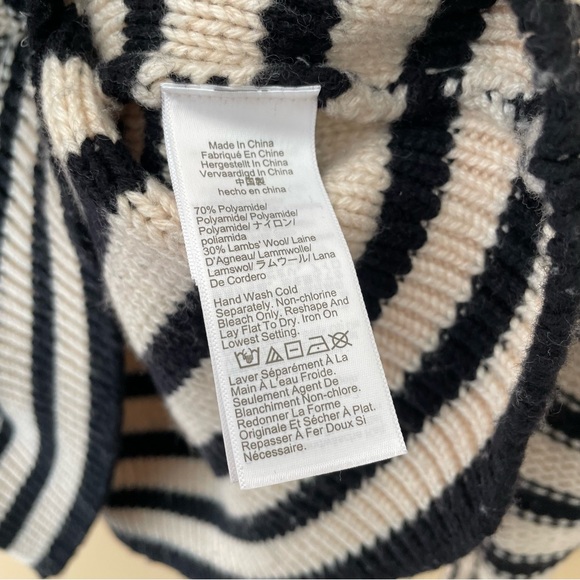 Made In China
Fabriqué En Chine
Hergestellt In China
Vervaardigd In China
中国製
hecho en china
70% Polyamide/
Polyamide/ Polyamide/
Polyamide/ ナイロン/
poliamida
30% Lambs' Wool/ Laine
D'Agneau/ Lammwolle/
Lamswol/ ラムウール/ Lana
De Cordero
Hand Wash Cold
Separately. Non-chlorine
Bleach Only. Reshape And
Lay Flat To Dry. Iron On
Lowest Setting.
Laver Séparément À La
Main À L'eau Froide.
Seulement Agent De
Blanchiment Non-chlore.
Redonner La Forme
Originale Et Sécher À Plat.
Repasser À Fer Doux Si
Nécessaire.